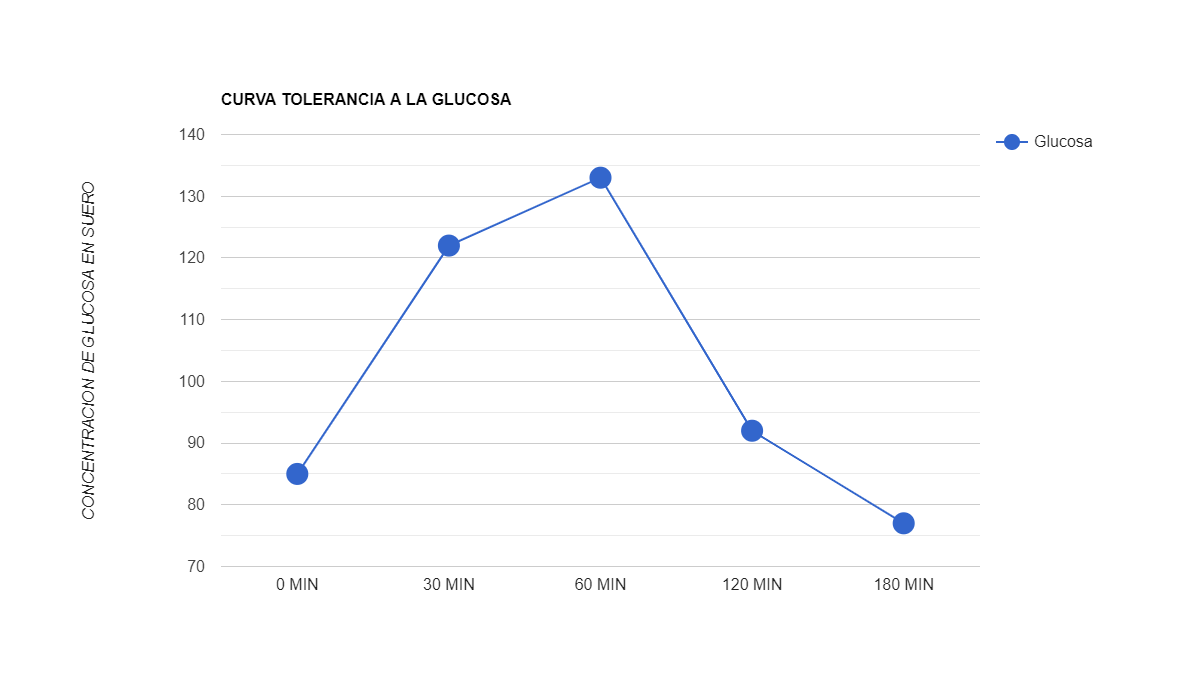 CURVA TOLERANCIA A LA GLUCOSA
Glucosa
CONCENTRACION DE GLUCOSA EN SUERO
140
130
120
110
100
90
80
70
0 MIN
30 MIN
60 MIN
120 MIN
180 MIN